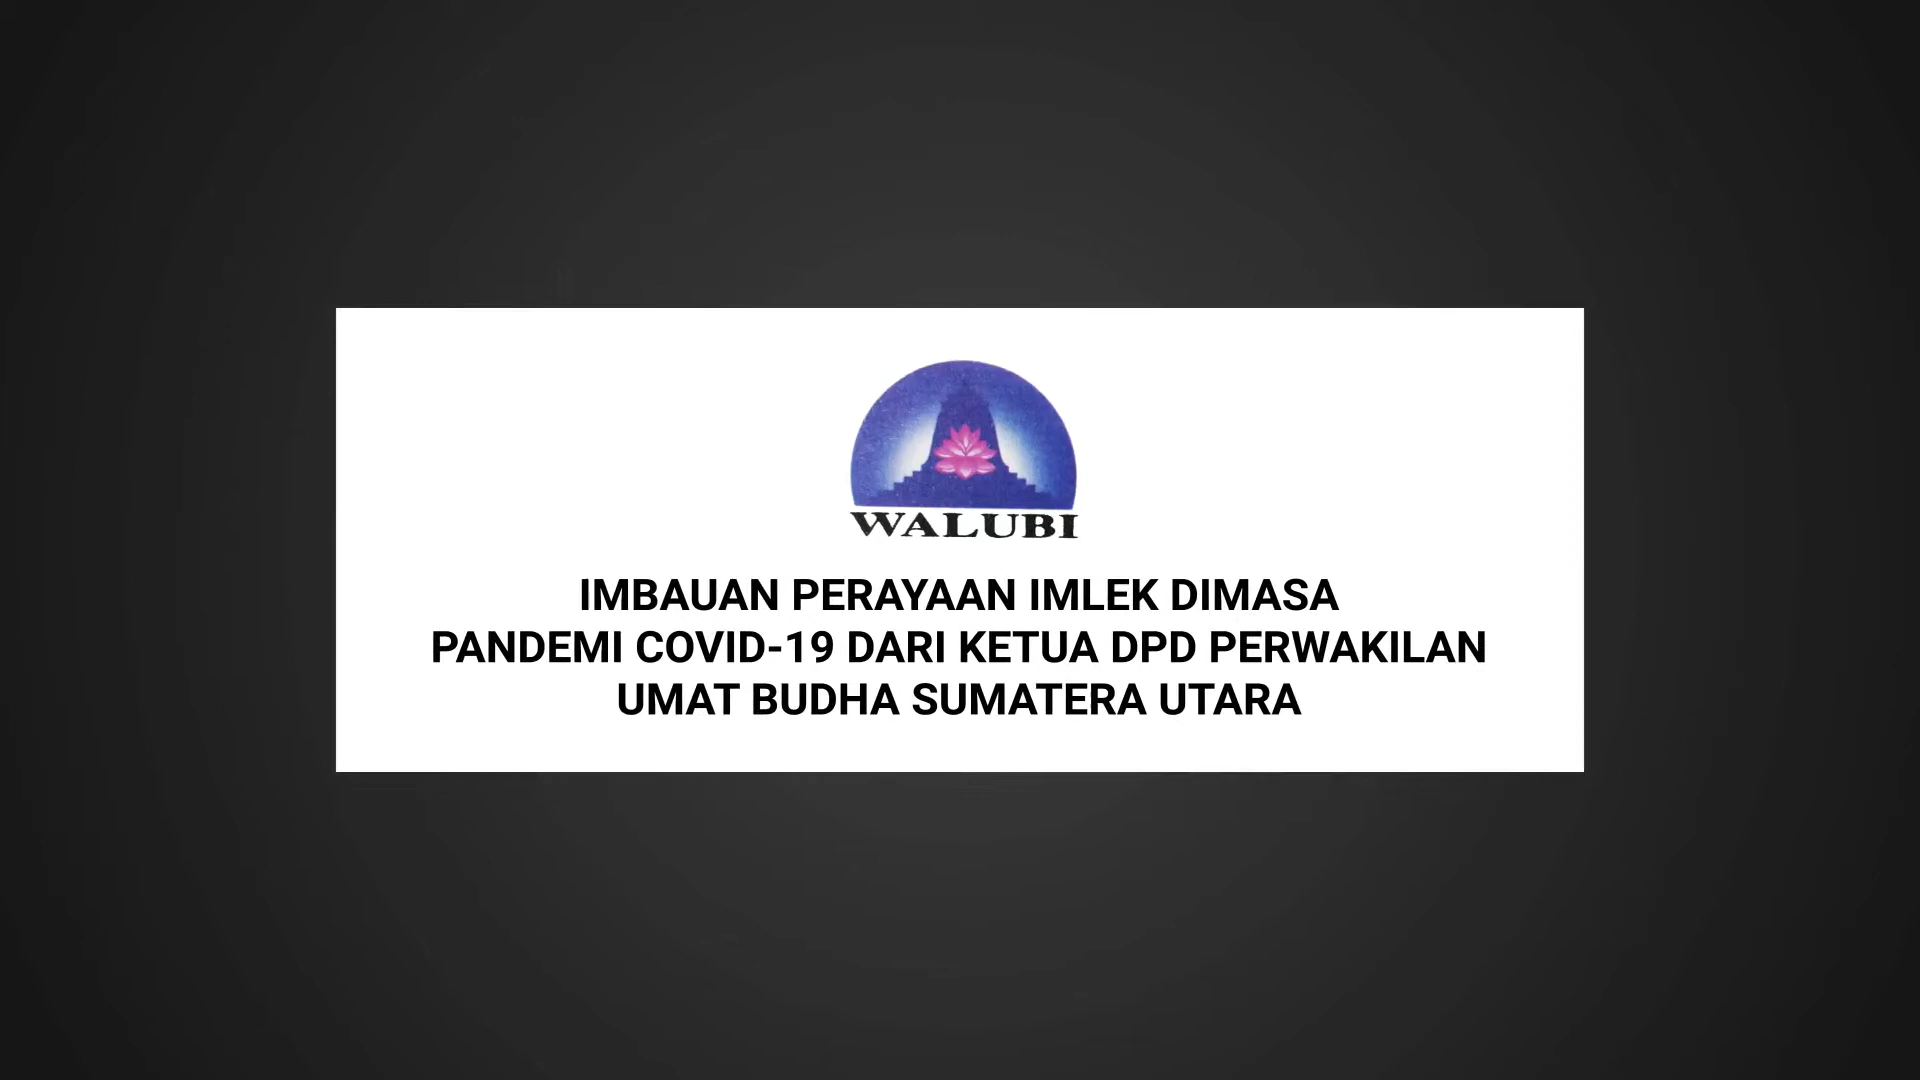 WALUBI
IMBAUAN PERAYAAN IMLEK DIMASA
PANDEMI COVID-19 DARI KETUA DPD PERWAKILAN
UMAT BUDHA SUMATERA UTARA